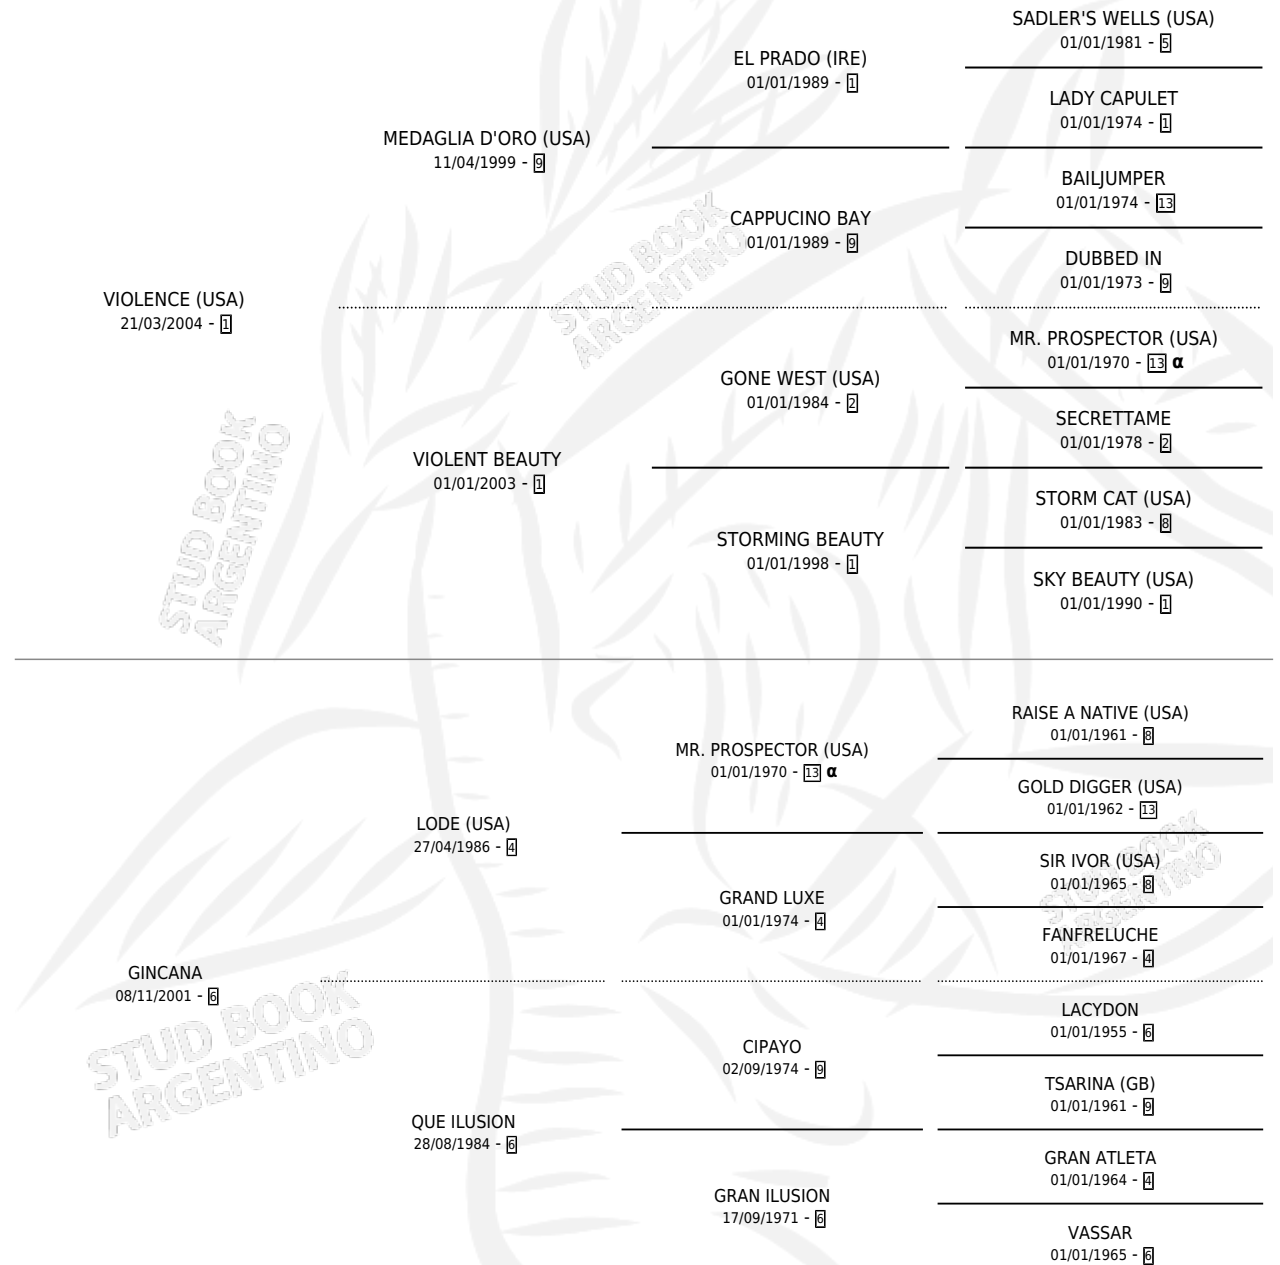 SADLER'S WELLS (USA)
01/01/1981 - 5
EL PRADO (IRE)
01/01/1989 - 1
LADY CAPULET
01/01/1974 - 1
MEDAGLIA D'ORO (USA)
11/04/1999 - 9
BAILJUMPER
01/01/1974 - 13
CAPPUCINO BAY
01/01/1989 - 9
DUBBED IN
01/01/1973 - 9
VIOLENCE (USA)
21/03/2004 - 1
MR. PROSPECTOR (USA)
01/01/1970 - 13 α
GONE WEST (USA)
01/01/1984 - 2
SECRETTAME
01/01/1978 - 2
VIOLENT BEAUTY
01/01/2003 - 1
STORM CAT (USA)
01/01/1983 - 8
STORMING BEAUTY
01/01/1998 - 1
SKY BEAUTY (USA)
01/01/1990 - 1
STUD BOOK
ARGENTINO
STUD BOOK
ARGENTINO
RAISE A NATIVE (USA)
01/01/1961 - 8
MR. PROSPECTOR (USA)
01/01/1970 - 13 α
GOLD DIGGER (USA)
01/01/1962 - 13
LODE (USA)
27/04/1986 - 4
SIR IVOR (USA)
01/01/1965 - 8
GRAND LUXE
01/01/1974 - 4
FANFRELUCHE
01/01/1967 - 4
GINCANA
08/11/2001 - 6
LACYDON
01/01/1955 - 6
CIPAYO
02/09/1974 - 9
TSARINA (GB)
01/01/1961 - 9
QUE ILUSION
28/08/1984 - 6
GRAN ATLETA
01/01/1964 - 4
GRAN ILUSION
17/09/1971 - 6
VASSAR
01/01/1965 - 6
STUD BOOK
ARGENTINO
STUD BOOK
ARGENTINO